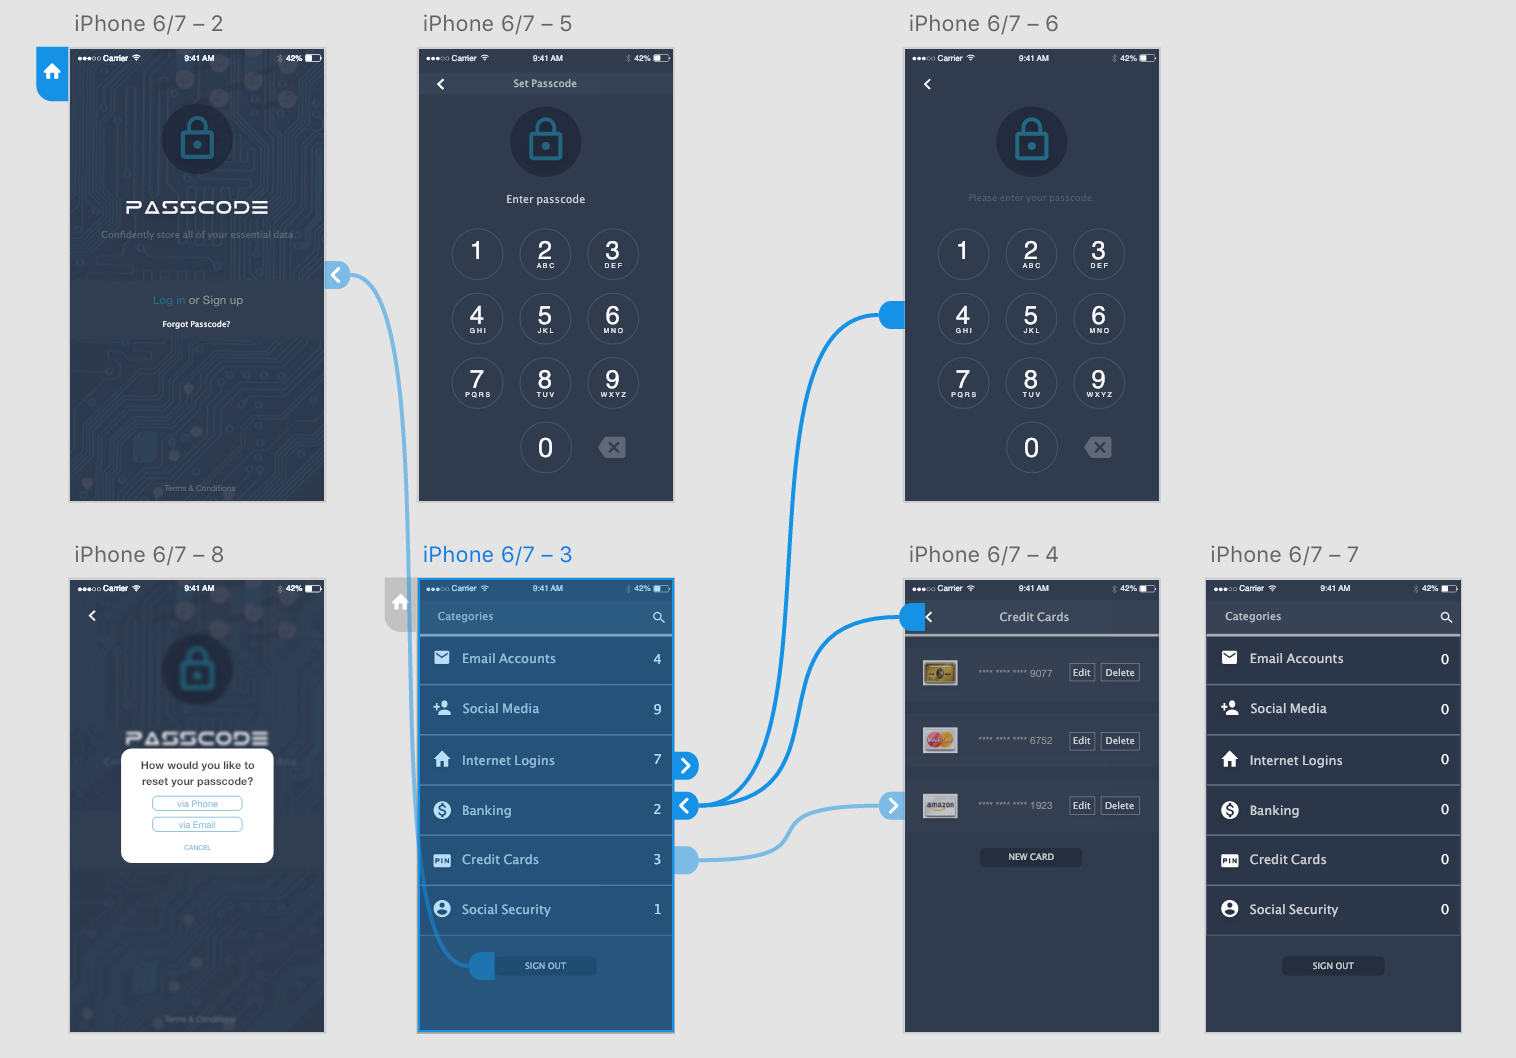 iPhone 6/7 – 2
Carrier
9:41 AM
42%
PASSCODE
Confidently store all of your essential data.
Log in or Sign up
Forgot Passcode?
Terms & Conditions
iPhone 6/7 – 5
Carrier
9:41 AM
42%
Set Passcode
Enter passcode
1
2
ABC
3
DEF
4
GHI
5
JKL
6
MNO
7
PQRS
8
TUV
9
WXYZ
0
iPhone 6/7 – 6
Carrier
9:41 AM
42%
Please enter your passcode.
1
2
ABC
3
DEF
4
GHI
5
JKL
6
MNO
7
PQRS
8
TUV
9
WXYZ
0
iPhone 6/7 – 8
Carrier
9:41 AM
42%
PASSCODE
How would you like to
reset your passcode?
via Phone
via Email
CANCEL
Terms & Conditions
iPhone 6/7 – 3
Carrier
9:41 AM
42%
Categories
Email Accounts 4
Social Media 9
Internet Logins 7
Banking 2
PIN Credit Cards 3
Social Security 1
SIGN OUT
iPhone 6/7 – 4
Carrier
9:41 AM
42%
Credit Cards
**** **** **** 9077 Edit Delete
**** **** **** 6752 Edit Delete
amazon **** **** **** 1923 Edit Delete
NEW CARD
iPhone 6/7 – 7
Carrier
9:41 AM
42%
Categories
Email Accounts 0
Social Media 0
Internet Logins 0
Banking 0
PIN Credit Cards 0
Social Security 0
SIGN OUT